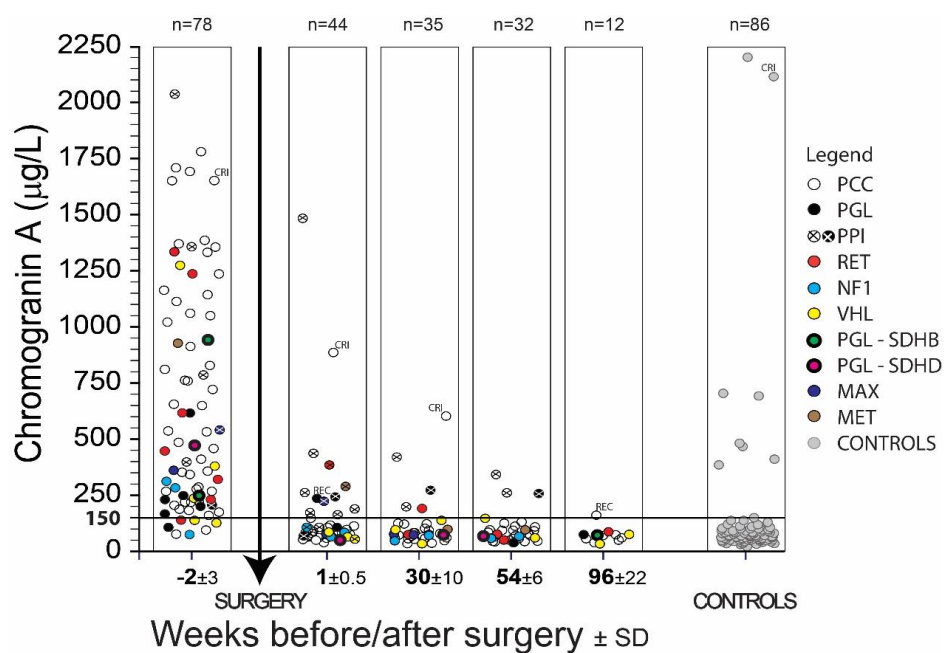 n=78 n=44 n=35 n=32 n=12 n=86
Chromogranin A (μg/L)
2250
2000
1750
1500
1250
1000
750
500
250
150
0
CRI
CRI
REC
CRI
REC
CRI
-2±3 1±0.5 30±10 54±6 96±22
SURGERY CONTROLS
Weeks before/after surgery ± SD
Legend
PCC
PGL
PPI
RET
NF1
VHL
PGL - SDHB
PGL - SDHD
MAX
MET
CONTROLS